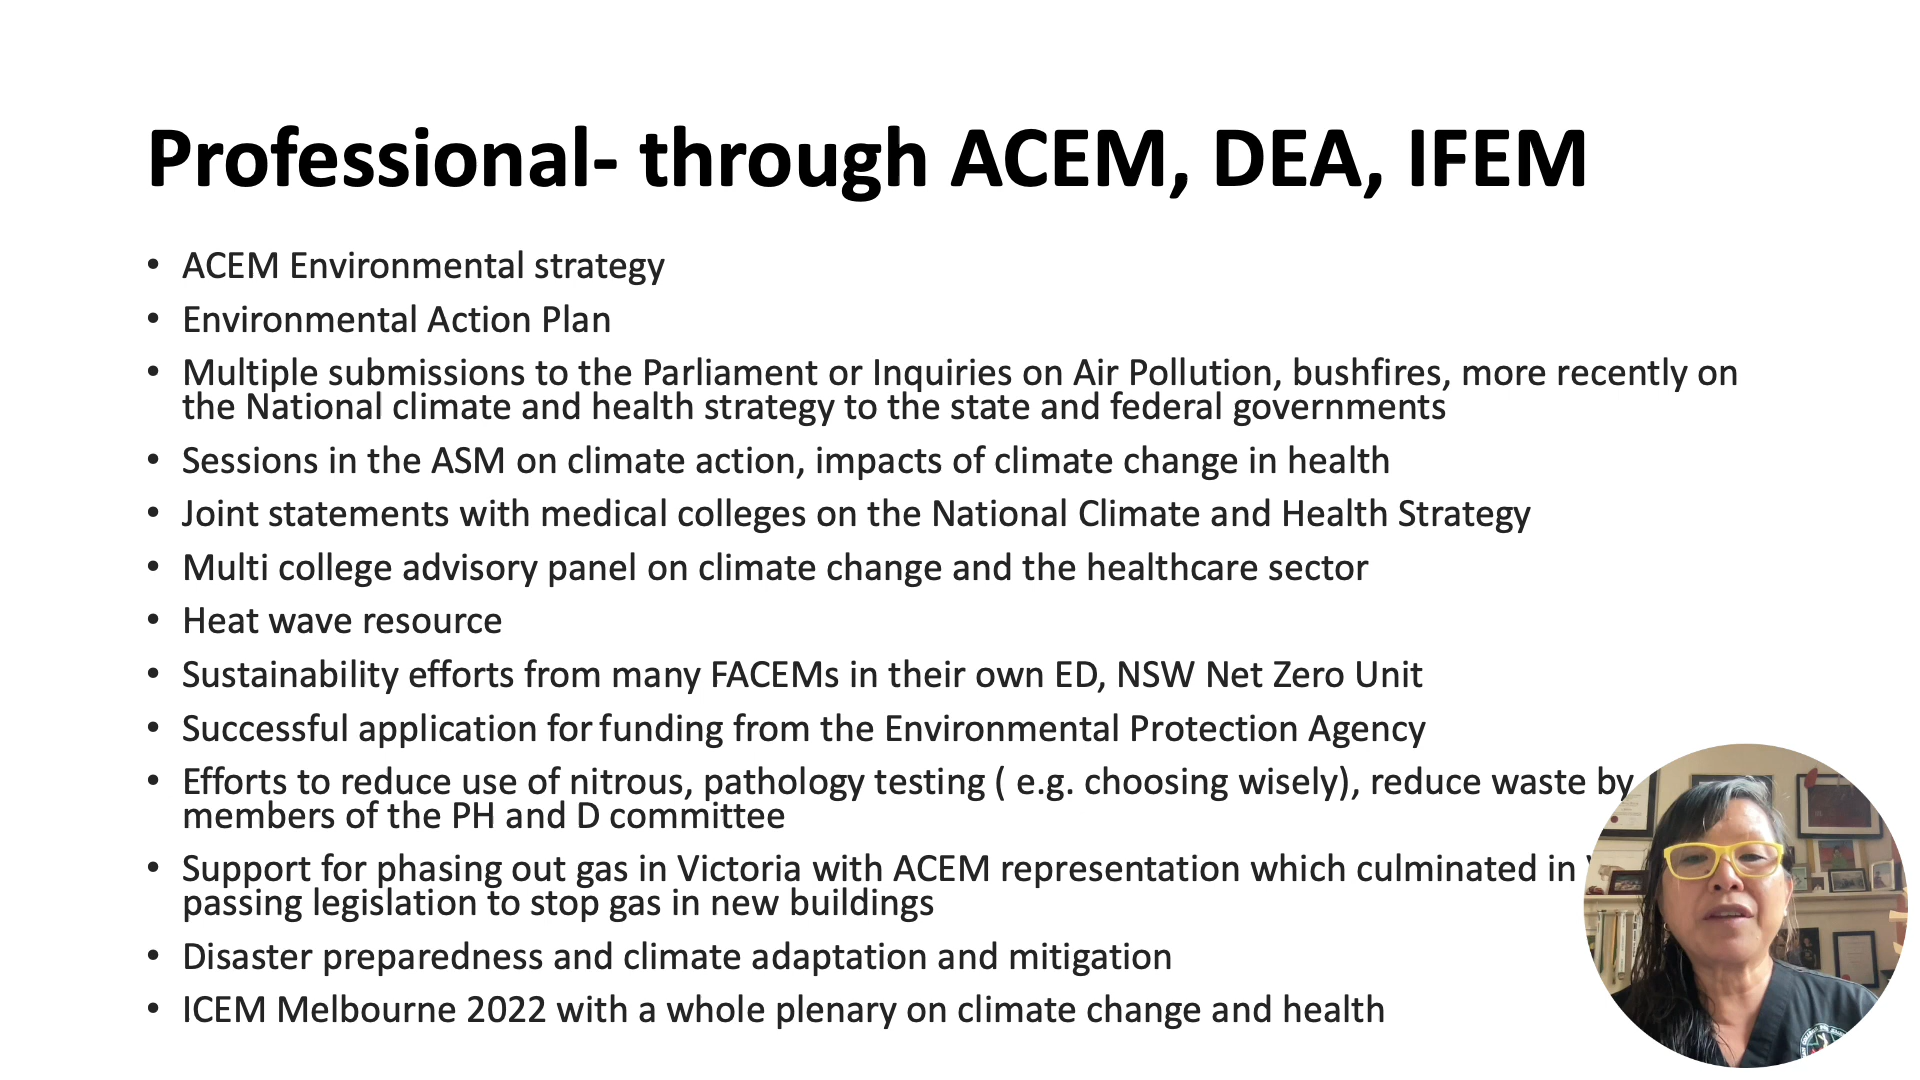 Professional- through ACEM, DEA, IFEM
• ACEM Environmental strategy
• Environmental Action Plan
• Multiple submissions to the Parliament or Inquiries on Air Pollution, bushfires, more recently on
the National climate and health strategy to the state and federal governments
• Sessions in the ASM on climate action, impacts of climate change in health
• Joint statements with medical colleges on the National Climate and Health Strategy
• Multi college advisory panel on climate change and the healthcare sector
• Heat wave resource
• Sustainability efforts from many FACEMs in their own ED, NSW Net Zero Unit
• Successful application for funding from the Environmental Protection Agency
• Efforts to reduce use of nitrous, pathology testing ( e.g. choosing wisely), reduce waste by
members of the PH and D committee
• Support for phasing out gas in Victoria with ACEM representation which culminated in
passing legislation to stop gas in new buildings
• Disaster preparedness and climate adaptation and mitigation
• ICEM Melbourne 2022 with a whole plenary on climate change and health